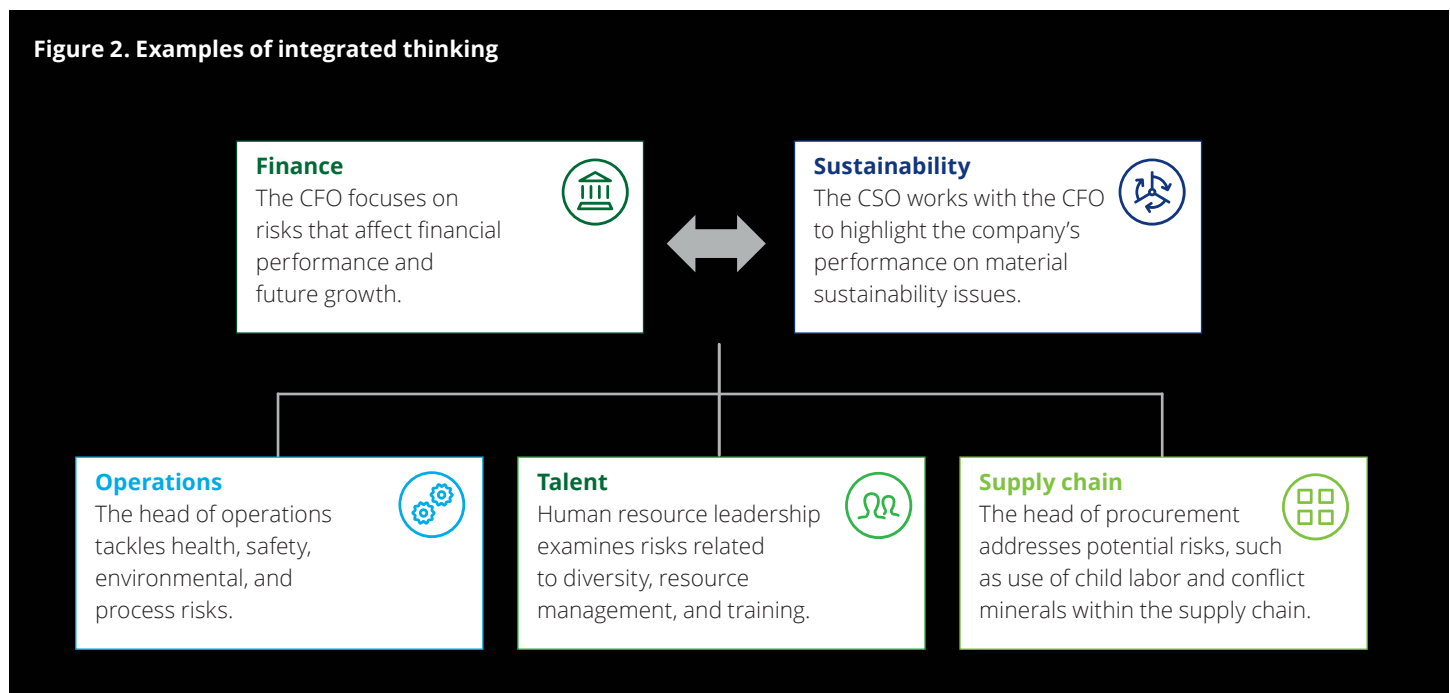 Figure 2. Examples of integrated thinking
Finance
The CFO focuses on
risks that affect financial
performance and
future growth.
Sustainability
The CSO works with the CFO
to highlight the company’s
performance on material
sustainability issues.
Operations
The head of operations
tackles health, safety,
environmental, and
process risks.
Talent
Human resource leadership
examines risks related
to diversity, resource
management, and training.
Supply chain
The head of procurement
addresses potential risks, such
as use of child labor and conflict
minerals within the supply chain.